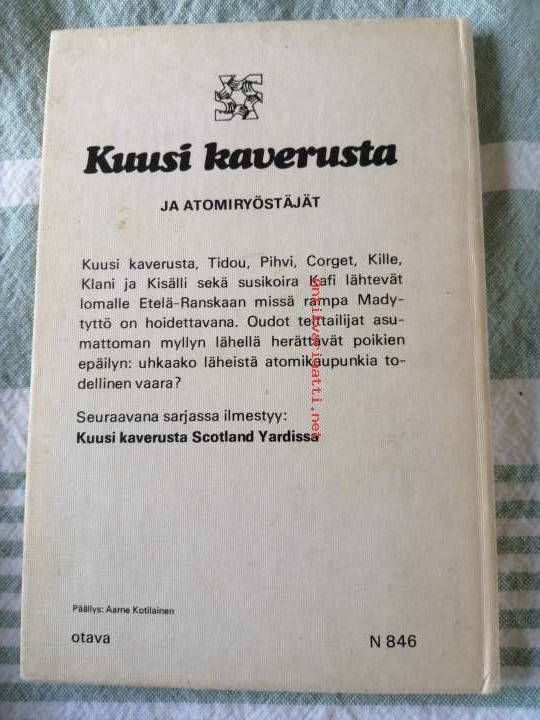 Kuusi kaverusta
JA ATOMIRYÖSTÄJÄT
Kuusi kaverusta, Tidou, Pihvi, Corget, Kille,
Klani ja Kisälli sekä susikoira Kafi lähtevät
lomalle Etelä-Ranskaan missä rampa Mady-
tyttö on hoidettavana. Oudot telttailijat asu-
mattoman myllyn lähellä herättävät poikien
epäilyn: uhkaako läheistä atomikaupunkia to-
dellinen vaara?
Seuraavana sarjassa ilmestyy:
Kuusi kaverusta Scotland Yardissa
antikvariaatti.net
Päällys: Aarne Kotilainen
otava
N 846